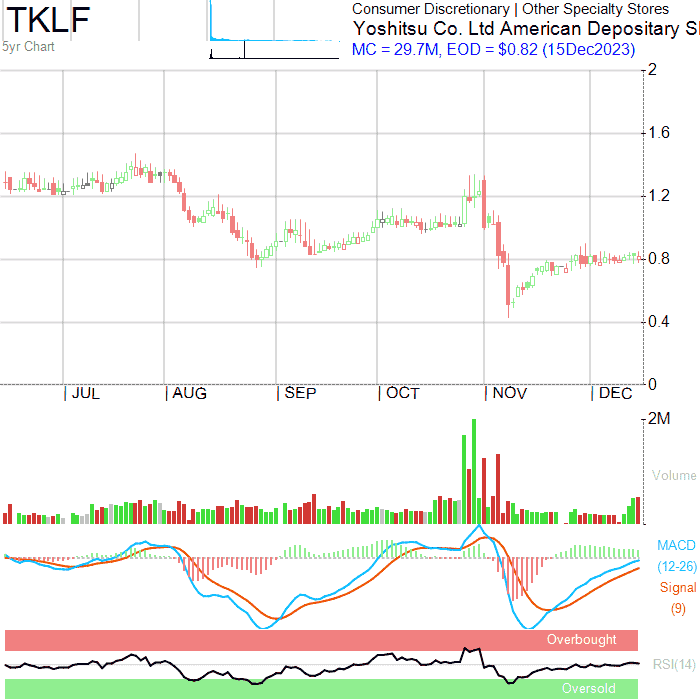 TKLF
5yr Chart
Consumer Discretionary | Other Specialty Stores
Yoshitsu Co. Ltd American Depositary
MC = 29.7M, EOD = $0.82 (15Dec2023)
2
1.6
1.2
0.8
0.4
0
JUL AUG SEP OCT NOV DEC
2M
Volume
MACD
(12-26)
Signal
(9)
Overbought
RSI(14)
Oversold